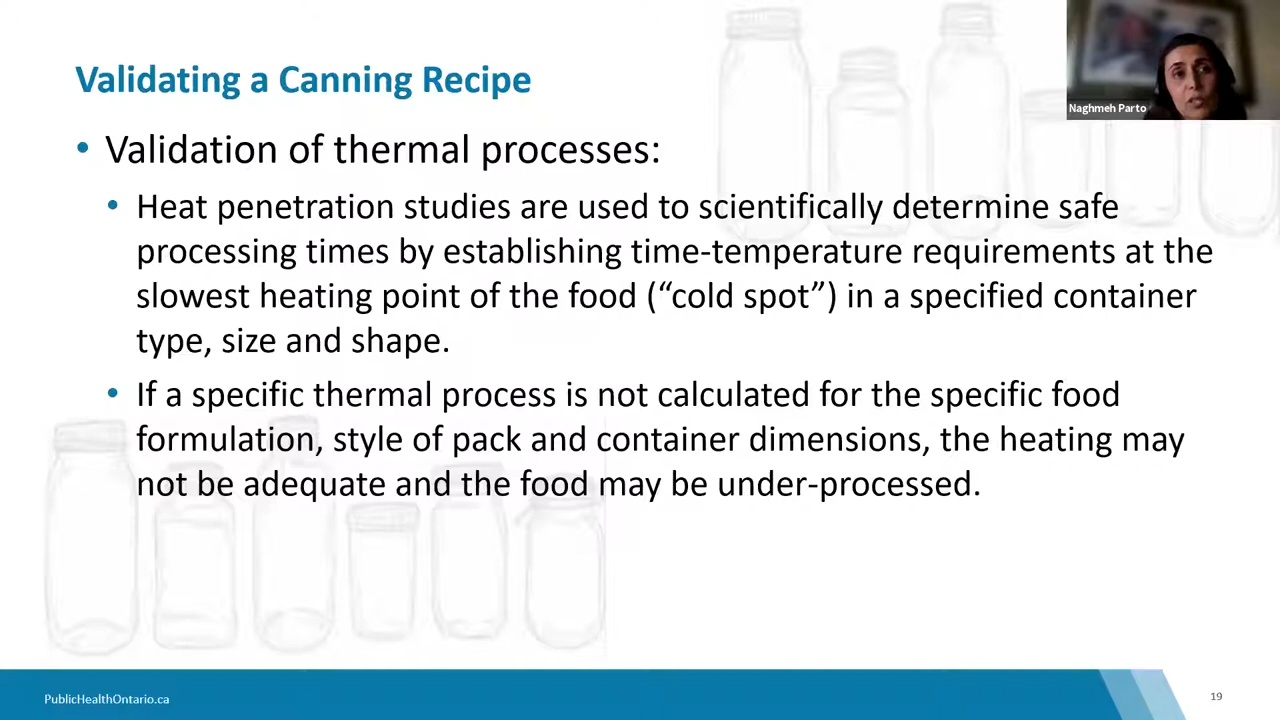 Validating a Canning Recipe
Naghmeh Parto
• Validation of thermal processes:
• Heat penetration studies are used to scientifically determine safe
processing times by establishing time-temperature requirements at the
slowest heating point of the food (“cold spot”) in a specified container
type, size and shape.
• If a specific thermal process is not calculated for the specific food
formulation, style of pack and container dimensions, the heating may
not be adequate and the food may be under-processed.
PublicHealthOntario.ca
19